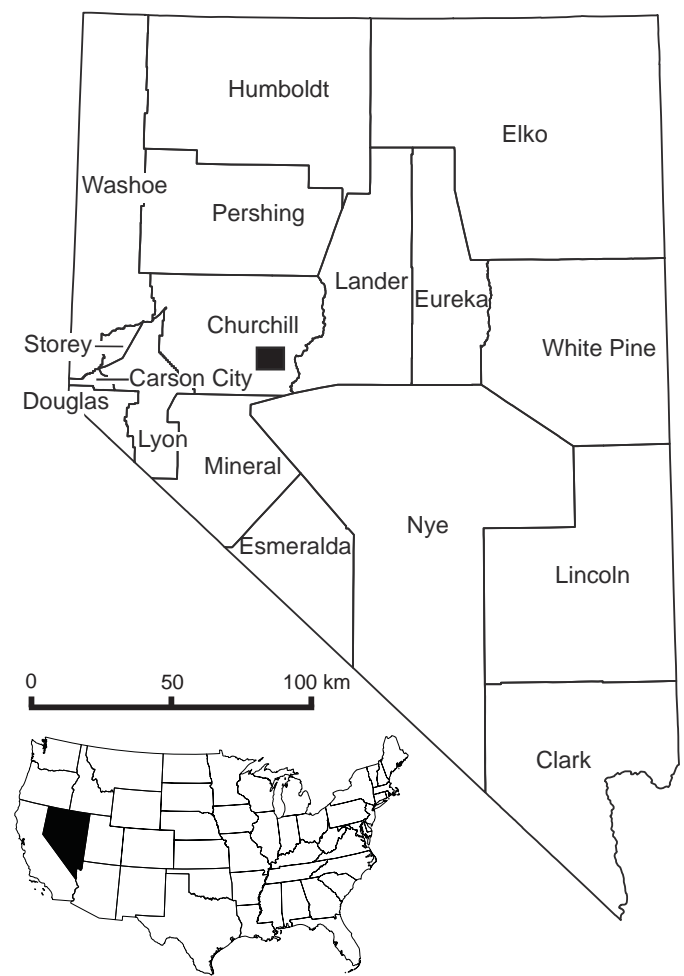 Humboldt
Elko
Washoe
Pershing
Lander
Eureka
Churchill
Storey
White Pine
Carson City
Douglas
Lyon
Mineral
Nye
Esmeralda
Lincoln
0 50 100 km
Clark